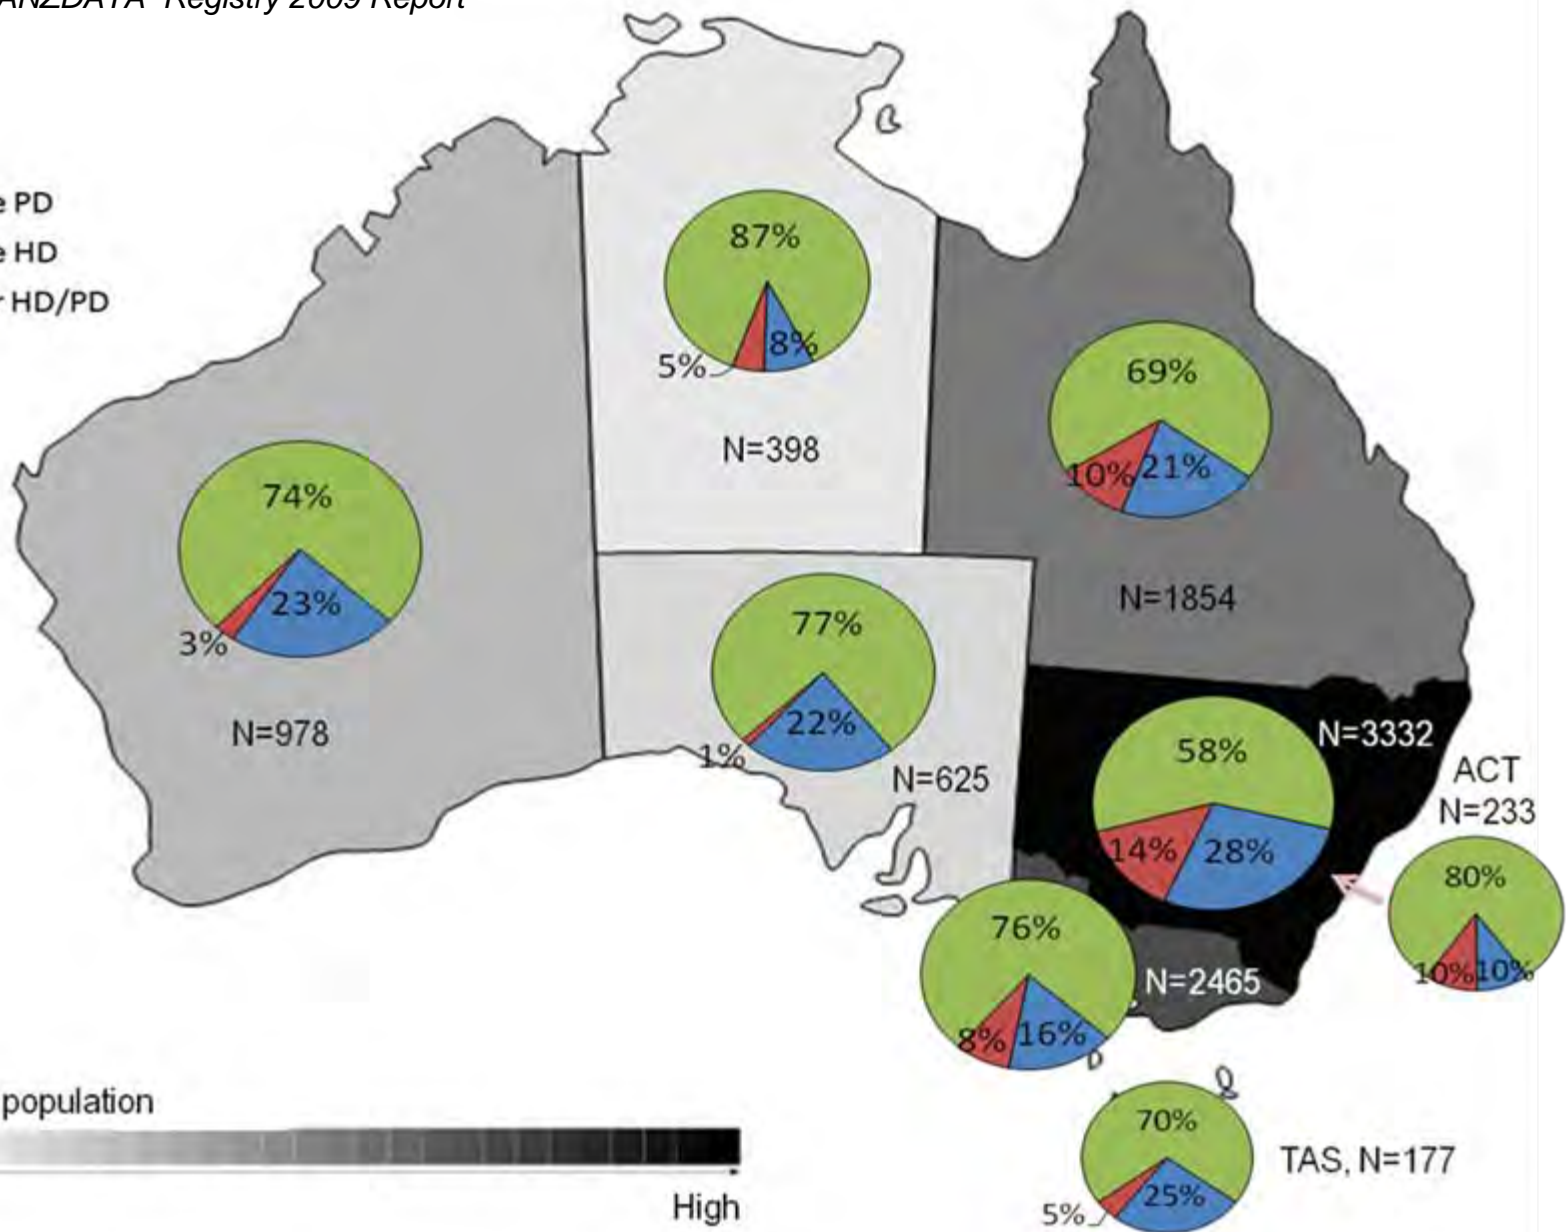 ANZDATA Registry 2009 Report
e PD
e HD
r HD/PD
87%
5%
8%
N=398
69%
10%
21%
N=1854
74%
3%
23%
N=978
77%
1%
22%
N=625
58%
14%
28%
N=3332
ACT
N=233
80%
10%
10%
76%
8%
16%
N=2465
70%
5%
25%
TAS, N=177
population
High